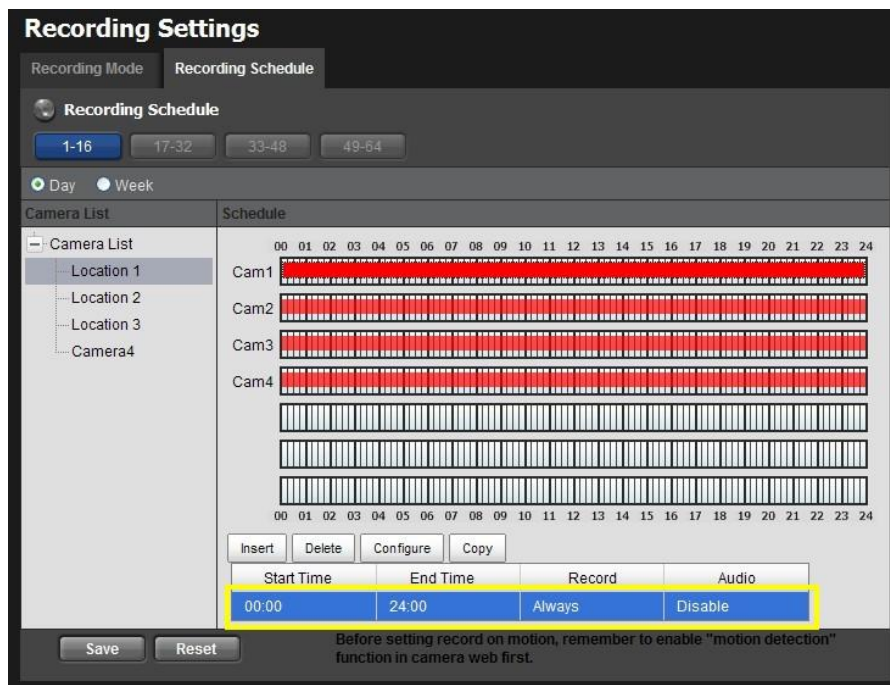 Recording Settings
Recording Mode Recording Schedule
Recording Schedule
1-16 17-32 33-48 49-64
Day Week
Camera List Schedule
Camera List
Location 1
Location 2
Location 3
Camera4
00 01 02 03 04 05 06 07 08 09 10 11 12 13 14 15 16 17 18 19 20 21 22 23 24
Cam1
Cam2
Cam3
Cam4
00 01 02 03 04 05 06 07 08 09 10 11 12 13 14 15 16 17 18 19 20 21 22 23 24
Insert Delete Configure Copy
Start Time End Time Record Audio
00:00 24:00 Always Disable
Save Reset
Before setting record on motion, remember to enable "motion detection"
function in camera web first.